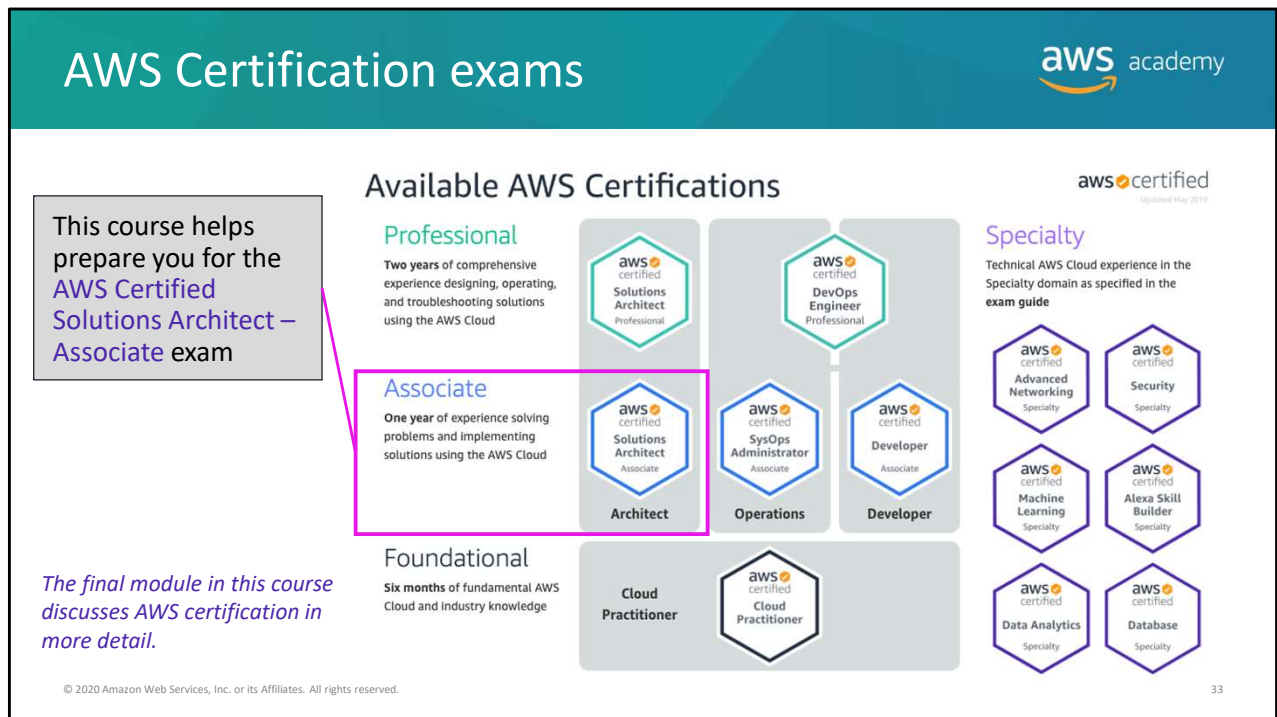 AWS Certification exams
aws academy
This course helps
prepare you for the
AWS Certified
Solutions Architect –
Associate exam
The final module in this course
discusses AWS certification in
more detail.
Available AWS Certifications
aws certified
Updated May 2019
Professional
Two years of comprehensive
experience designing, operating,
and troubleshooting solutions
using the AWS Cloud
aws
certified
Solutions
Architect
Professional
aws
certified
DevOps
Engineer
Professional
Associate
One year of experience solving
problems and implementing
solutions using the AWS Cloud
aws
certified
Solutions
Architect
Associate
Architect
aws
certified
SysOps
Administrator
Associate
Operations
aws
certified
Developer
Associate
Developer
Foundational
Six months of fundamental AWS
Cloud and industry knowledge
Cloud
Practitioner
aws
certified
Cloud
Practitioner
Specialty
Technical AWS Cloud experience in the
Specialty domain as specified in the
exam guide
aws
certified
Advanced
Networking
Specialty
aws
certified
Security
Specialty
aws
certified
Machine
Learning
Specialty
aws
certified
Alexa Skill
Builder
Specialty
aws
certified
Data Analytics
Specialty
aws
certified
Database
Specialty
© 2020 Amazon Web Services, Inc. or its Affiliates. All rights reserved.
33